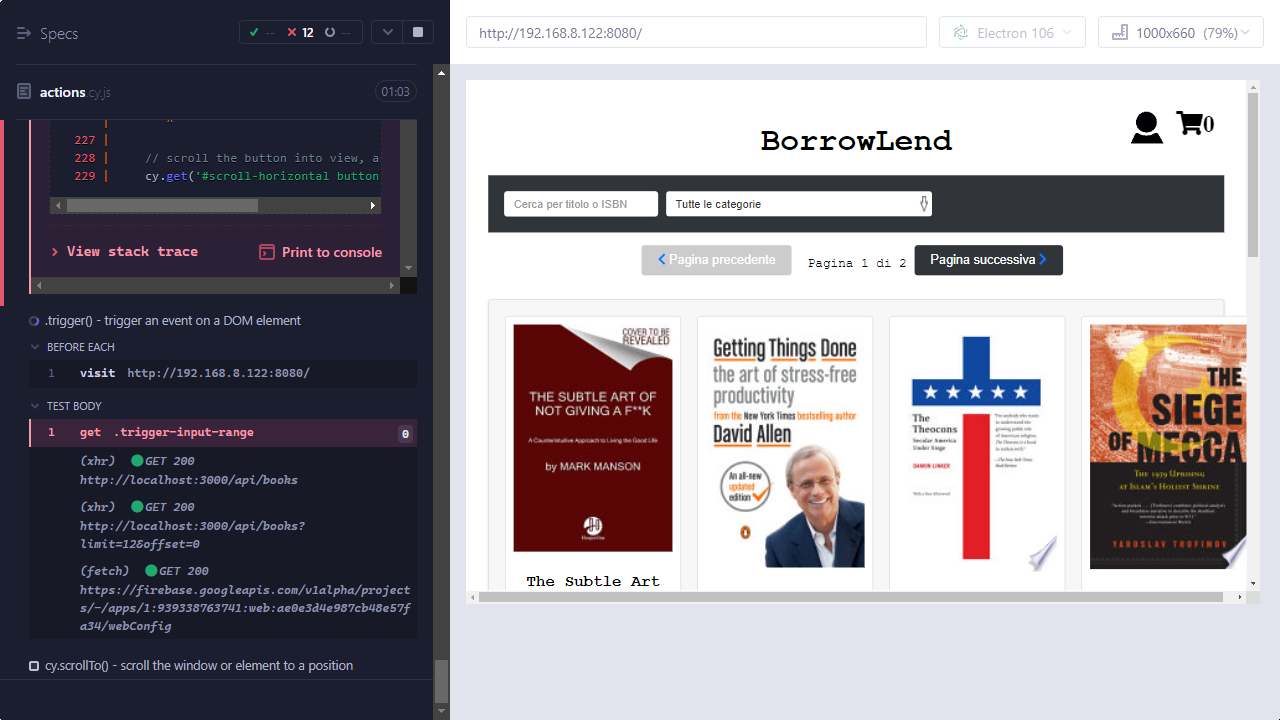 Specs
-- 12 --
actions cy.js
01:03
227 |
228 | // scroll the button into view, as
229 | cy.get('#scroll-horizontal button'
View stack trace
Print to console
.trigger() - trigger an event on a DOM element
BEFORE EACH
1 visit http://192.168.8.122:8080/
TEST BODY
1 get .trigger-input-range 0
(xhr) GET 200
http://localhost:3000/api/books
(xhr) GET 200
http://localhost:3000/api/books?
limit=12&offset=0
(fetch) GET 200
https://firebase.googleapis.com/v1alpha/project
s/-/apps/1:939338763741:web:ae0e3d4e987cb48e57f
a34/webConfig
cy.scrollTo() - scroll the window or element to a position
http://192.168.8.122:8080/
Electron 106
1000x660 (79%)
BorrowLend
0
Cerca per titolo o ISBN
Tutte le categorie
Pagina precedente
Pagina 1 di 2
Pagina successiva
COVER TO BE
REVEALED
THE SUBTLE ART OF
NOT GIVING A F**K
A Counterintuitive Approach to Living the Good Life
by MARK MANSON
The Subtle Art
Getting Things Done
the art of stress-free
productivity
from the New York Times bestselling author
David Allen
An all-new
updated
edition
The
Theocons
Secular America
Under Siege
DAMON LINKER
With a New Afterword
THE
SIEGE
OF MECCA
THE 1979 UPRISING
AT ISLAM'S HOLIEST SHRINE
YAROSLAV TROFIMOV